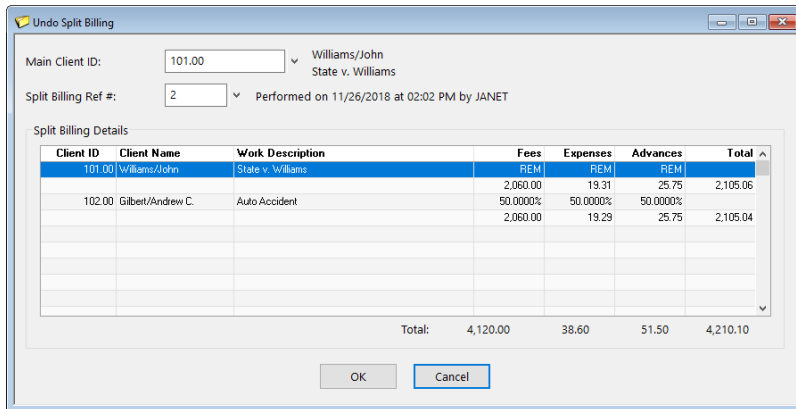 Undo Split Billing
Main Client ID: 101.00 Williams/John
State v. Williams
Split Billing Ref #: 2 Performed on 11/26/2018 at 02:02 PM by JANET
Split Billing Details
Client ID Client Name Work Description Fees Expenses Advances Total
101.00 Williams/John State v. Williams REM REM REM
2,060.00 19.31 25.75 2,105.06
102.00 Gilbert/Andrew C. Auto Accident 50.0000% 50.0000% 50.0000%
2,060.00 19.29 25.75 2,105.04
Total: 4,120.00 38.60 51.50 4,210.10
OK Cancel